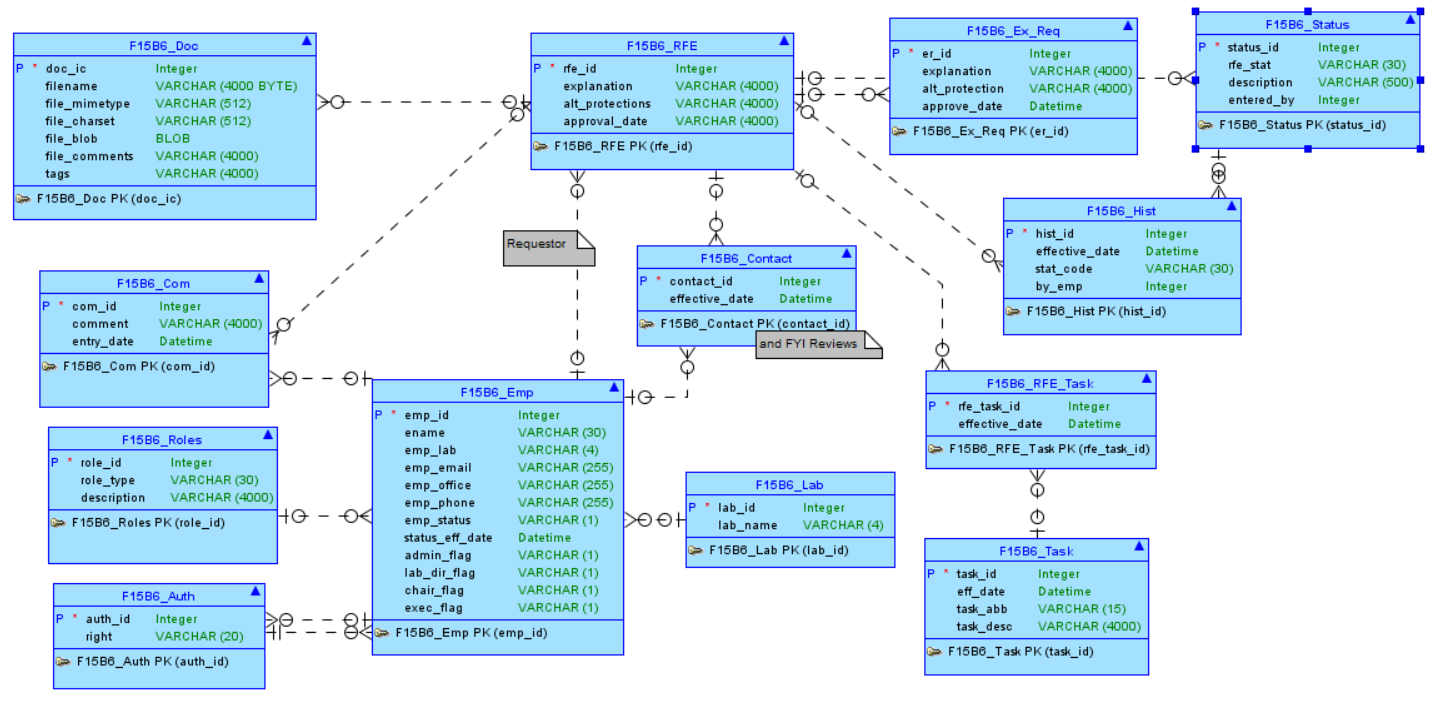 F15B6_Doc
P * doc_ic Integer
filename VARCHAR (4000 BYTE)
file_mimetype VARCHAR (512)
file_charset VARCHAR (512)
file_blob BLOB
file_comments VARCHAR (4000)
tags VARCHAR (4000)
F15B6_Doc PK (doc_ic)
F15B6_RFE
P * rfe_id Integer
explanation VARCHAR (4000)
alt_protections VARCHAR (4000)
approval_date VARCHAR (4000)
F15B6_RFE PK (rfe_id)
F15B6_Ex_Req
P * er_id Integer
explanation VARCHAR (4000)
alt_protection VARCHAR (4000)
approve_date Datetime
F15B6_Ex_Req PK (er_id)
F15B6_Status
P * status_id Integer
rfe_stat VARCHAR (30)
description VARCHAR (500)
entered_by Integer
F15B6_Status PK (status_id)
F15B6_Hist
P * hist_id Integer
effective_date Datetime
stat_code VARCHAR (30)
by_emp Integer
F15B6_Hist PK (hist_id)
Requestor
F15B6_Contact
P * contact_id Integer
effective_date Datetime
F15B6_Contact PK (contact_id)
and FYI Reviews
F15B6_Com
P * com_id Integer
comment VARCHAR (4000)
entry_date Datetime
F15B6_Com PK (com_id)
F15B6_Emp
P * emp_id Integer
ename VARCHAR (30)
emp_lab VARCHAR (4)
emp_email VARCHAR (255)
emp_office VARCHAR (255)
emp_phone VARCHAR (255)
emp_status VARCHAR (1)
status_eff_date Datetime
admin_flag VARCHAR (1)
lab_dir_flag VARCHAR (1)
chair_flag VARCHAR (1)
exec_flag VARCHAR (1)
F15B6_Emp PK (emp_id)
F15B6_RFE_Task
P * rfe_task_id Integer
effective_date Datetime
F15B6_RFE_Task PK (rfe_task_id)
F15B6_Roles
P * role_id Integer
role_type VARCHAR (30)
description VARCHAR (4000)
F15B6_Roles PK (role_id)
F15B6_Lab
P * lab_id Integer
lab_name VARCHAR (4)
F15B6_Lab PK (lab_id)
F15B6_Task
P * task_id Integer
eff_date Datetime
task_abb VARCHAR (15)
task_desc VARCHAR (4000)
F15B6_Task PK (task_id)
F15B6_Auth
P * auth_id Integer
right VARCHAR (20)
F15B6_Auth PK (auth_id)